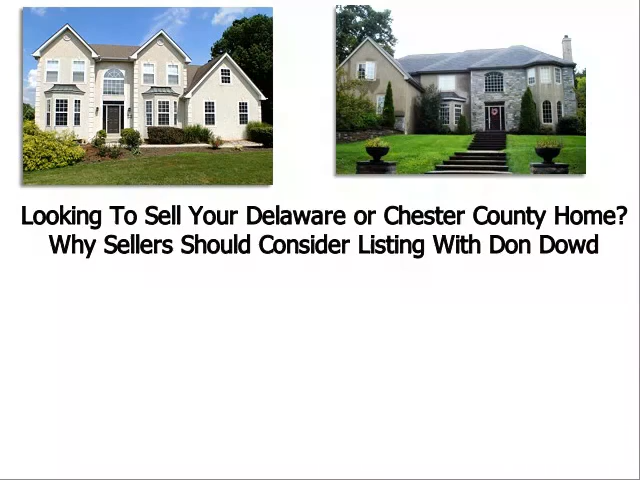 Looking To Sell Your Delaware or Chester County Home?
Why Sellers Should Consider Listing With Don Dowd